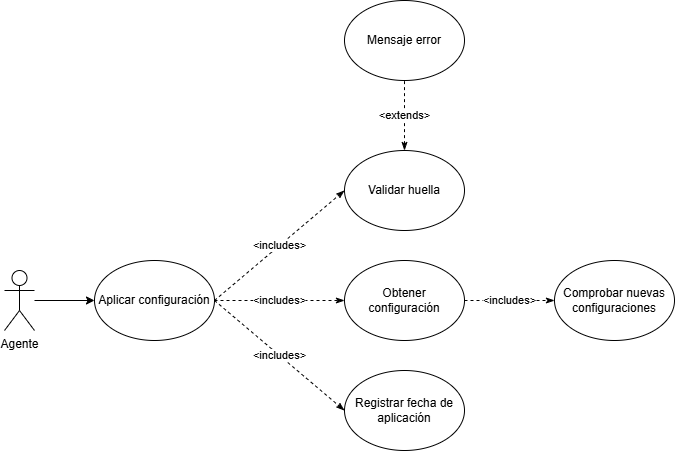 Mensaje error
<extends>
Validar huella
<includes>
Aplicar configuración
<includes>
Obtener
configuración
<includes>
Comprobar nuevas
configuraciones
Agente
<includes>
Registrar fecha de
aplicación